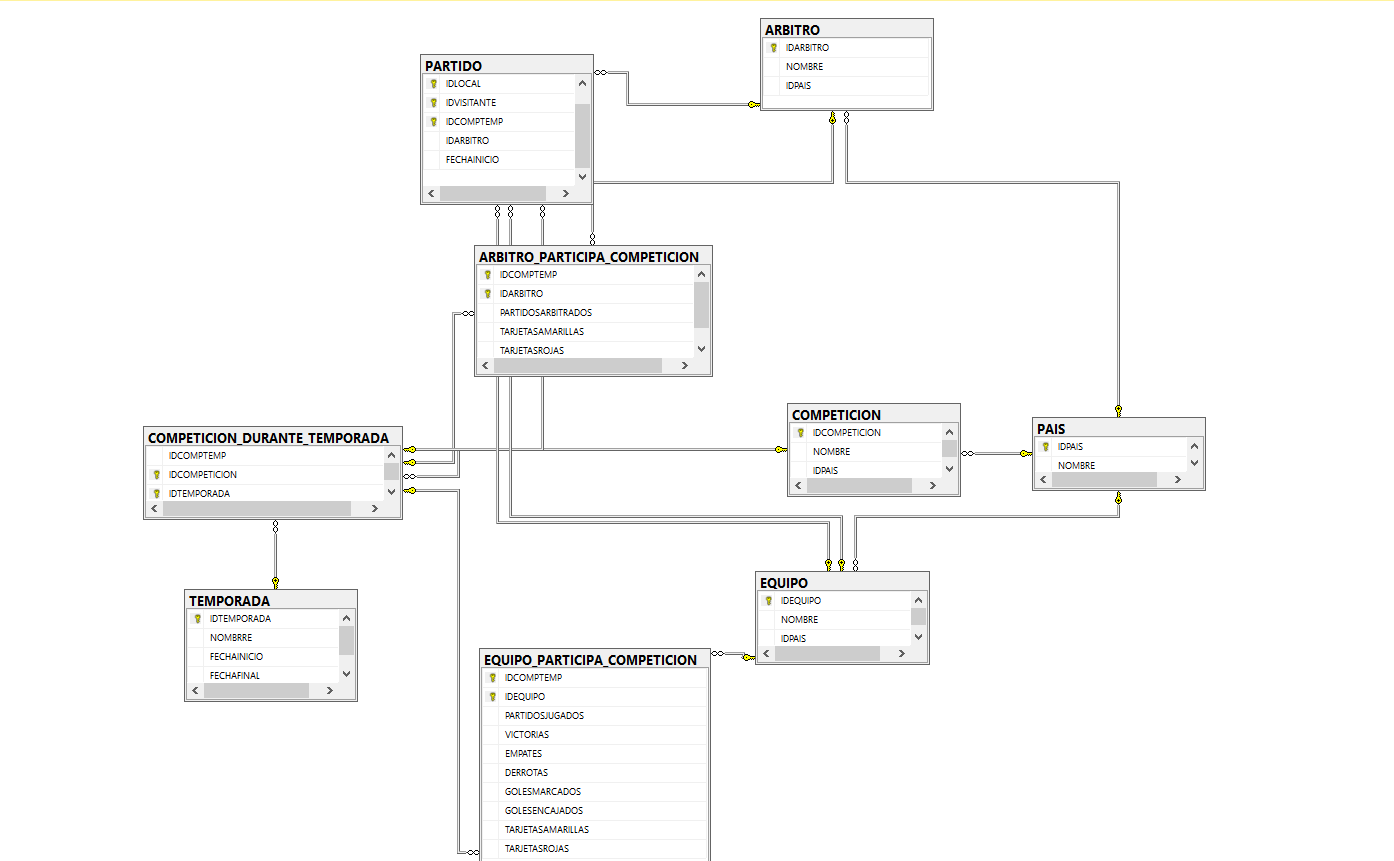 ARBITRO
IDARBITRO
NOMBRE
IDPAIS
PARTIDO
IDLOCAL
IDVISITANTE
IDCOMPTEMP
IDARBITRO
FECHAINICIO
ARBITRO_PARTICIPA_COMPETICION
IDCOMPTEMP
IDARBITRO
PARTIDOSARBITRADOS
TARJETASAMARILLAS
TARJETASROJAS
COMPETICION
IDCOMPETICION
NOMBRE
IDPAIS
PAIS
IDPAIS
NOMBRE
COMPETICION_DURANTE_TEMPORADA
IDCOMPTEMP
IDCOMPETICION
IDTEMPORADA
EQUIPO
IDEQUIPO
NOMBRE
IDPAIS
TEMPORADA
IDTEMPORADA
NOMBRRE
FECHAINICIO
FECHAFINAL
EQUIPO_PARTICIPA_COMPETICION
IDCOMPTEMP
IDEQUIPO
PARTIDOSJUGADOS
VICTORIAS
EMPATES
DERROTAS
GOLESMARCADOS
GOLESENCAJADOS
TARJETASAMARILLAS
TARJETASROJAS